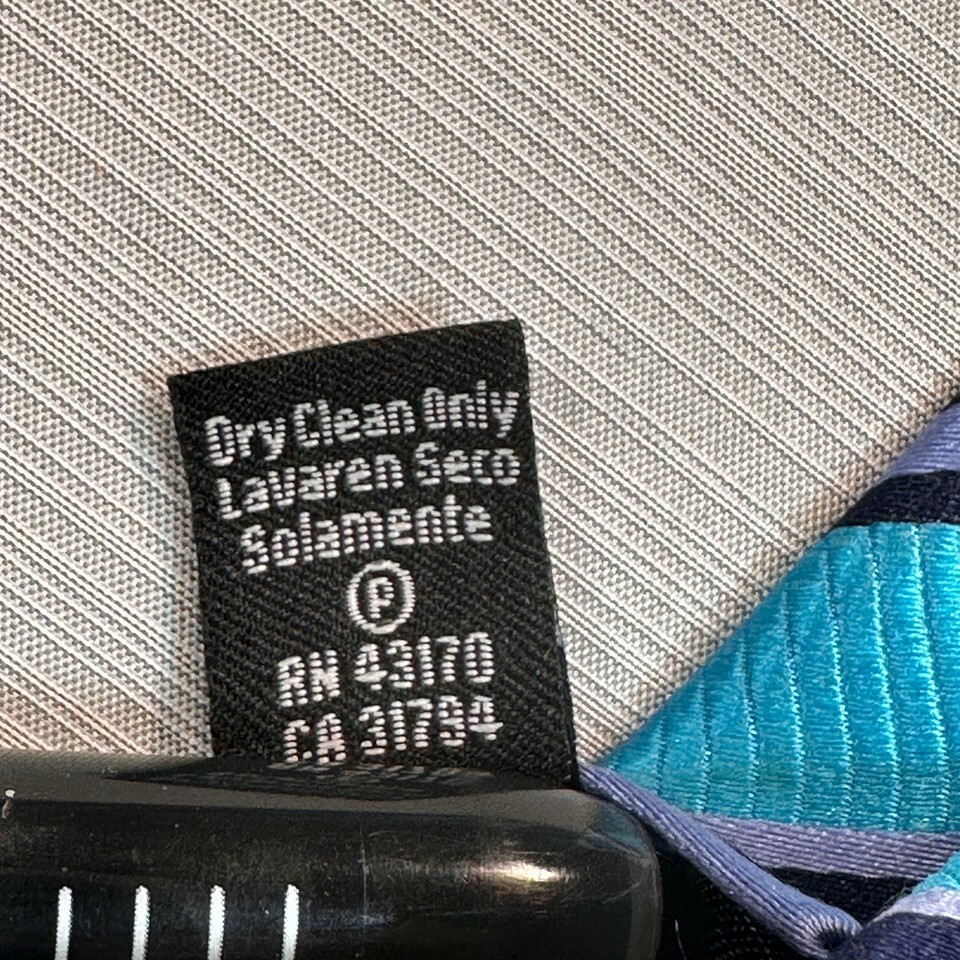 Dry Clean Only
Lavaren Seco
Solamente
P
RN 43170
CA 31794